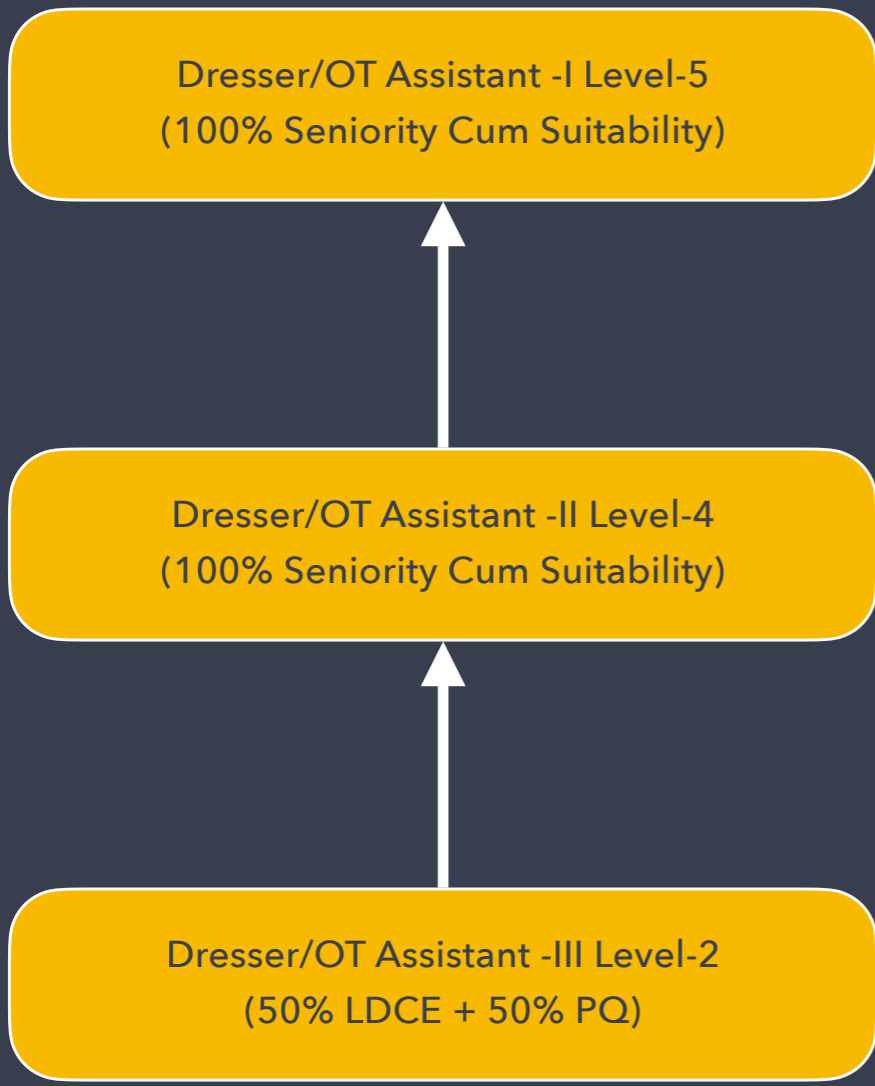 Dresser/OT Assistant -I Level-5
(100% Seniority Cum Suitability)
Dresser/OT Assistant -II Level-4
(100% Seniority Cum Suitability)
Dresser/OT Assistant -III Level-2
(50% LDCE + 50% PQ)